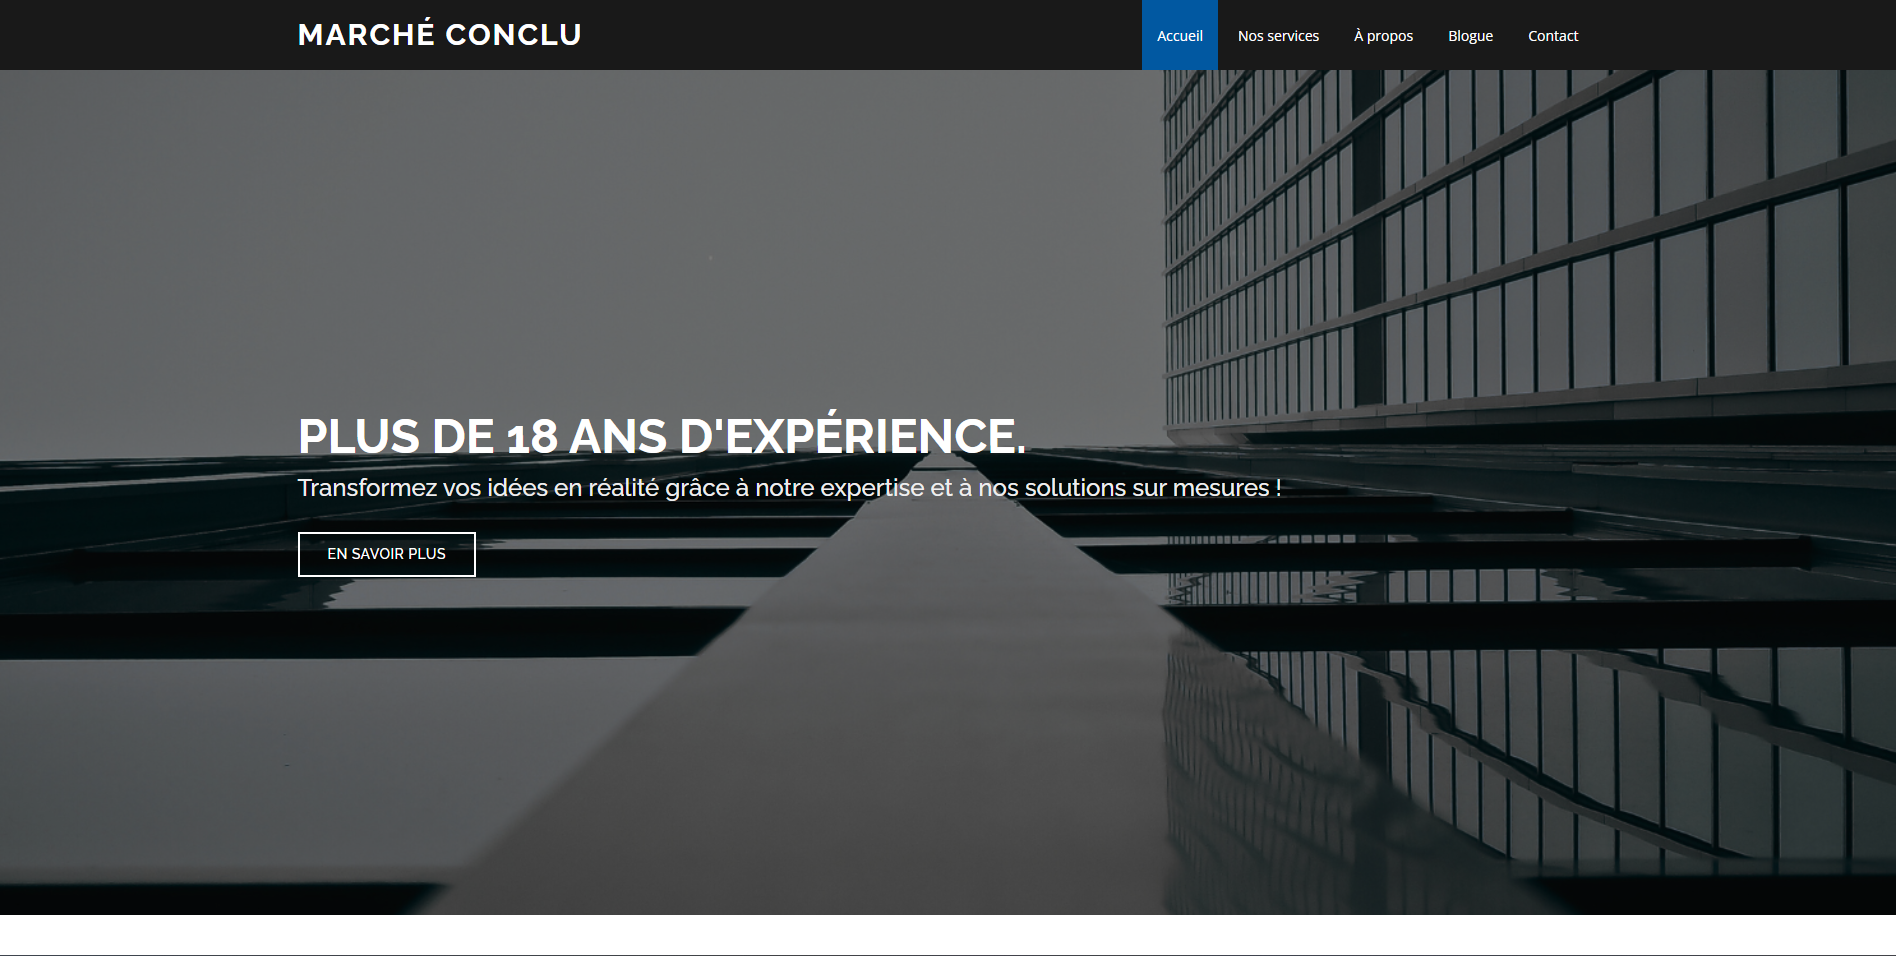 MARCHÉ CONCLU
Accueil
Nos services
À propos
Blogue
Contact
PLUS DE 18 ANS D'EXPÉRIENCE.
Transformez vos idées en réalité grâce à notre expertise et à nos solutions sur mesures !
EN SAVOIR PLUS